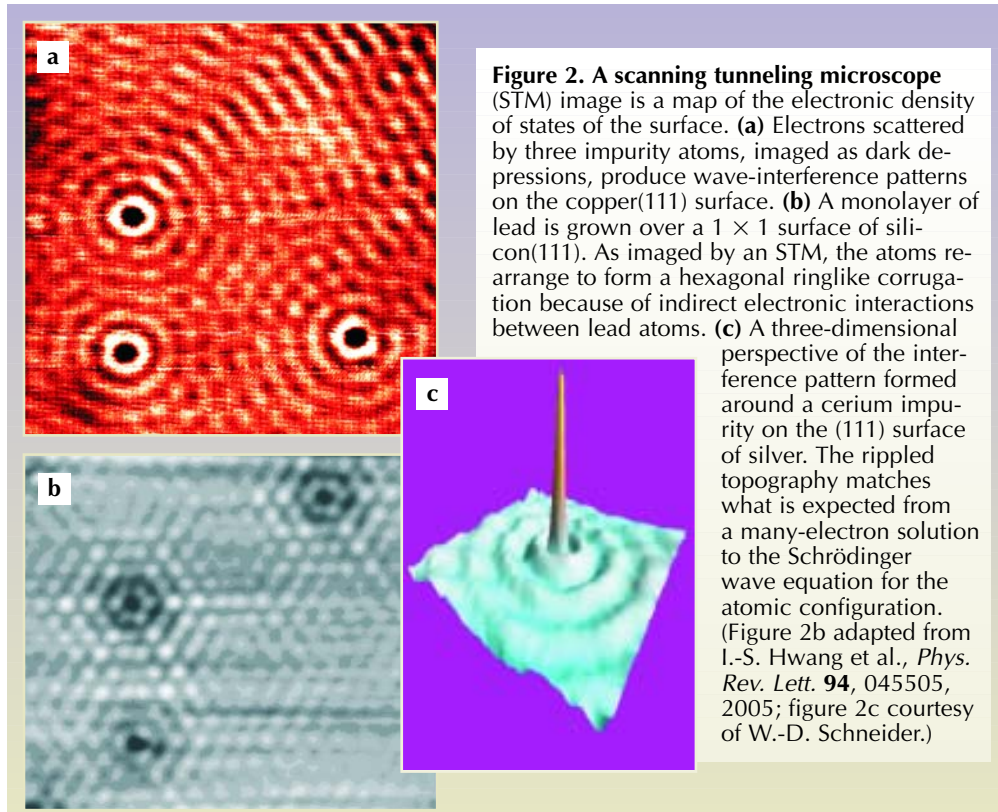 a
Figure 2. A scanning tunneling microscope
(STM) image is a map of the electronic density
of states of the surface. (a) Electrons scattered
by three impurity atoms, imaged as dark de-
pressions, produce wave-interference patterns
on the copper(111) surface. (b) A monolayer of
lead is grown over a 1 × 1 surface of sili-
con(111). As imaged by an STM, the atoms re-
arrange to form a hexagonal ringlike corruga-
tion because of indirect electronic interactions
between lead atoms. (c) A three-dimensional
perspective of the inter-
ference pattern formed
around a cerium impu-
rity on the (111) surface
of silver. The rippled
topography matches
what is expected from
a many-electron solution
to the Schrödinger
wave equation for the
atomic configuration.
(Figure 2b adapted from
I.-S. Hwang et al., Phys.
Rev. Lett. 94, 045505,
2005; figure 2c courtesy
of W.-D. Schneider.)
c
b